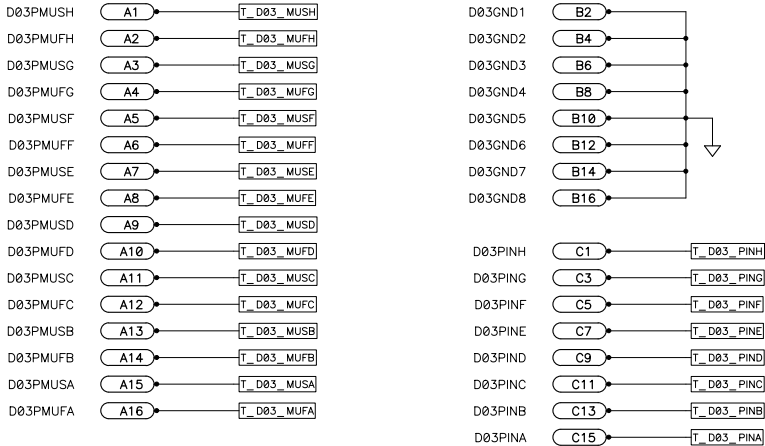 D03PMUSH A1 T_D03_MUSH
D03PMUFH A2 T_D03_MUFH
D03PMUSG A3 T_D03_MUSG
D03PMUFG A4 T_D03_MUFG
D03PMUSF A5 T_D03_MUSF
D03PMUFF A6 T_D03_MUFF
D03PMUSE A7 T_D03_MUSE
D03PMUFE A8 T_D03_MUFE
D03PMUSD A9 T_D03_MUSD
D03PMUFD A10 T_D03_MUFD
D03PMUSC A11 T_D03_MUSC
D03PMUFC A12 T_D03_MUFC
D03PMUSB A13 T_D03_MUSB
D03PMUFB A14 T_D03_MUFB
D03PMUSA A15 T_D03_MUSA
D03PMUFA A16 T_D03_MUFA
D03GND1 B2
D03GND2 B4
D03GND3 B6
D03GND4 B8
D03GND5 B10
D03GND6 B12
D03GND7 B14
D03GND8 B16
D03PINH C1 T_D03_PINH
D03PING C3 T_D03_PING
D03PINF C5 T_D03_PINF
D03PINE C7 T_D03_PINE
D03PIND C9 T_D03_PIND
D03PINC C11 T_D03_PINC
D03PINB C13 T_D03_PINB
D03PINA C15 T_D03_PINA